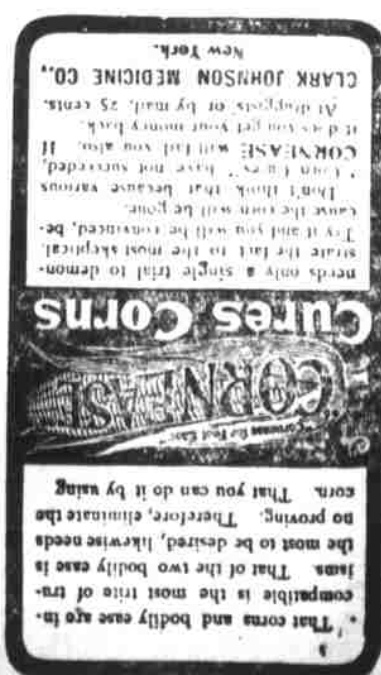 That corns and bodily ease are in-
compatible is the most trite of tru-
isms. That of the two bodily ease is
the most to be desired, likewise needs
no proving. Therefore, eliminate the
corn. That you can do it by using
"Cornease for Foot Ease"
CORNEASE
Cures Corns
needs only a single trial to demon-
strate the fact to the most skeptical.
Try it and you will be convinced, be-
cause the corn will be gone.
Don't think that because various
"Corn Cures" have not succeeded,
CORNEASE will fail you also. If
it does you get your money back.
At druggists or by mail, 25 cents.
CLARK JOHNSON MEDICINE CO.,
New York.